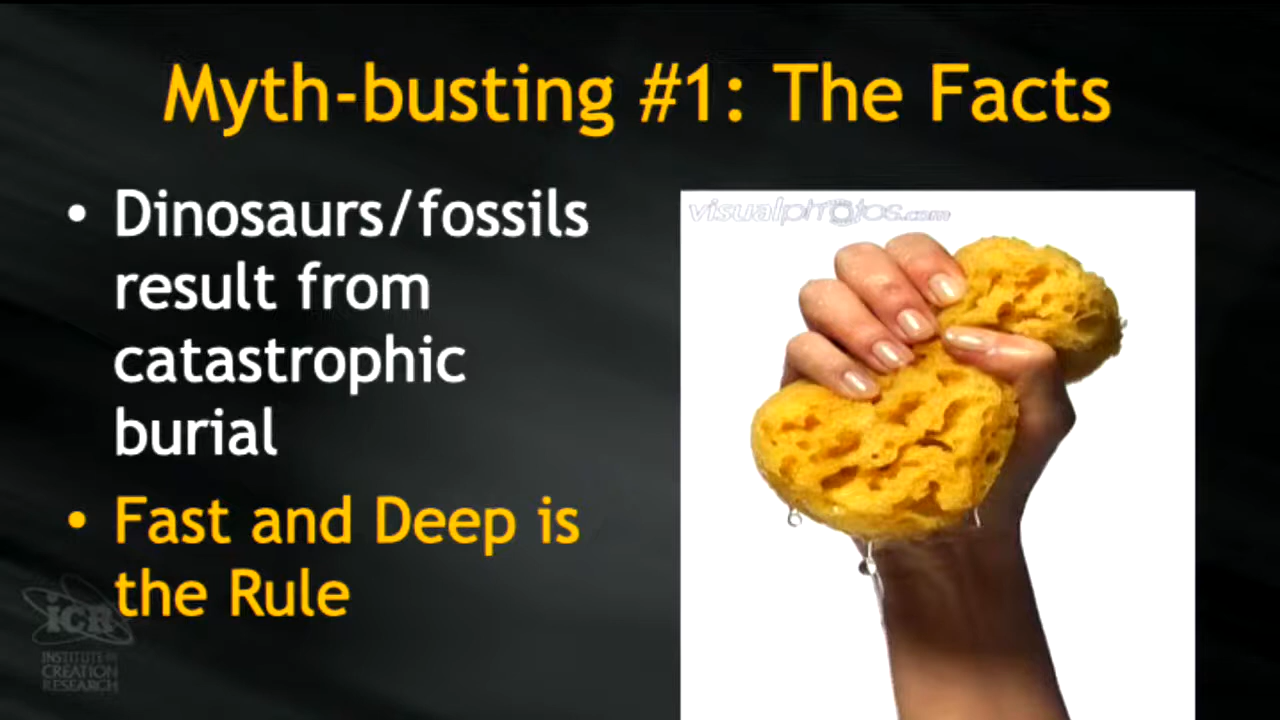 Myth-busting #1: The Facts
• Dinosaurs/fossils
result from
catastrophic
burial
• Fast and Deep is
the Rule
visualphotos.com
iCR
INSTITUTE for
CREATION
RESEARCH